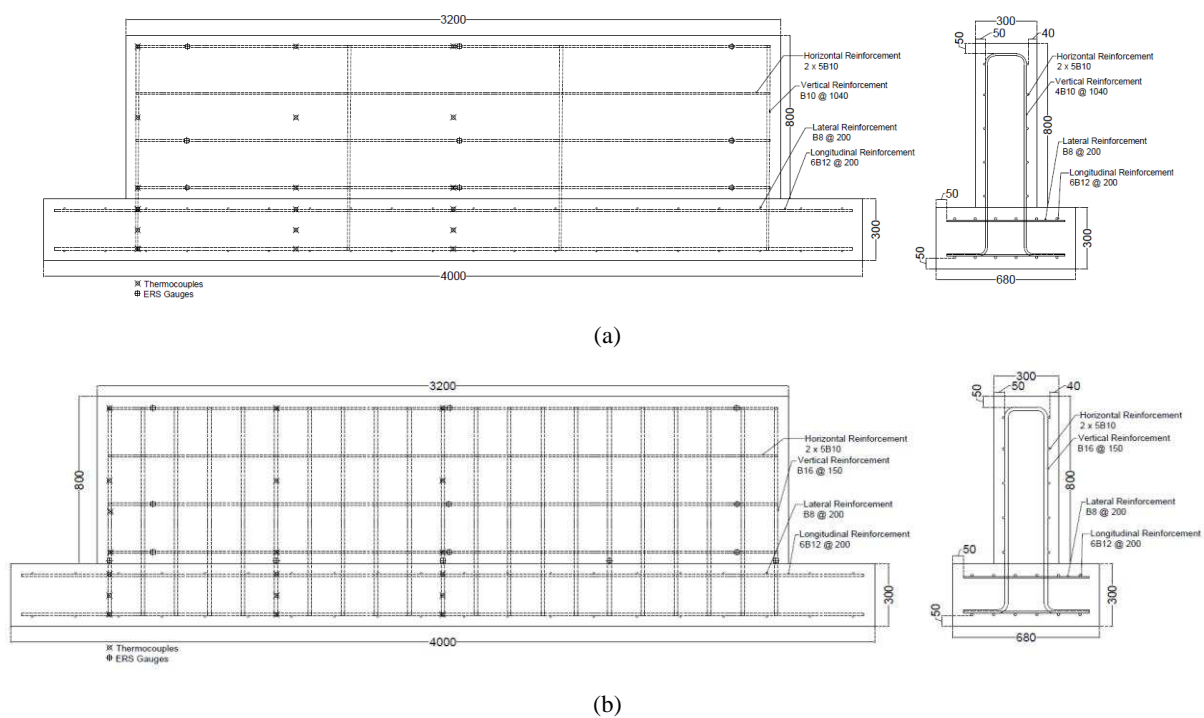 3200
300
50
50
40
Horizontal Reinforcement
2 x 5B10
Vertical Reinforcement
B10 @ 1040
800
Lateral Reinforcement
B8 @ 200
Longitudinal Reinforcement
6B12 @ 200
300
4000
Thermocouples
ERS Gauges
Horizontal Reinforcement
2 x 5B10
Vertical Reinforcement
4B10 @ 1040
800
Lateral Reinforcement
B8 @ 200
Longitudinal Reinforcement
6B12 @ 200
50
50
300
680
(a)
3200
800
Horizontal Reinforcement
2 x 5B10
Vertical Reinforcement
B16 @ 150
Lateral Reinforcement
B8 @ 200
Longitudinal Reinforcement
6B12 @ 200
300
4000
Thermocouples
ERS Gauges
300
50
50
40
Horizontal Reinforcement
2 x 5B10
Vertical Reinforcement
B16 @ 150
800
Lateral Reinforcement
B8 @ 200
Longitudinal Reinforcement
6B12 @ 200
50
50
300
680
(b)